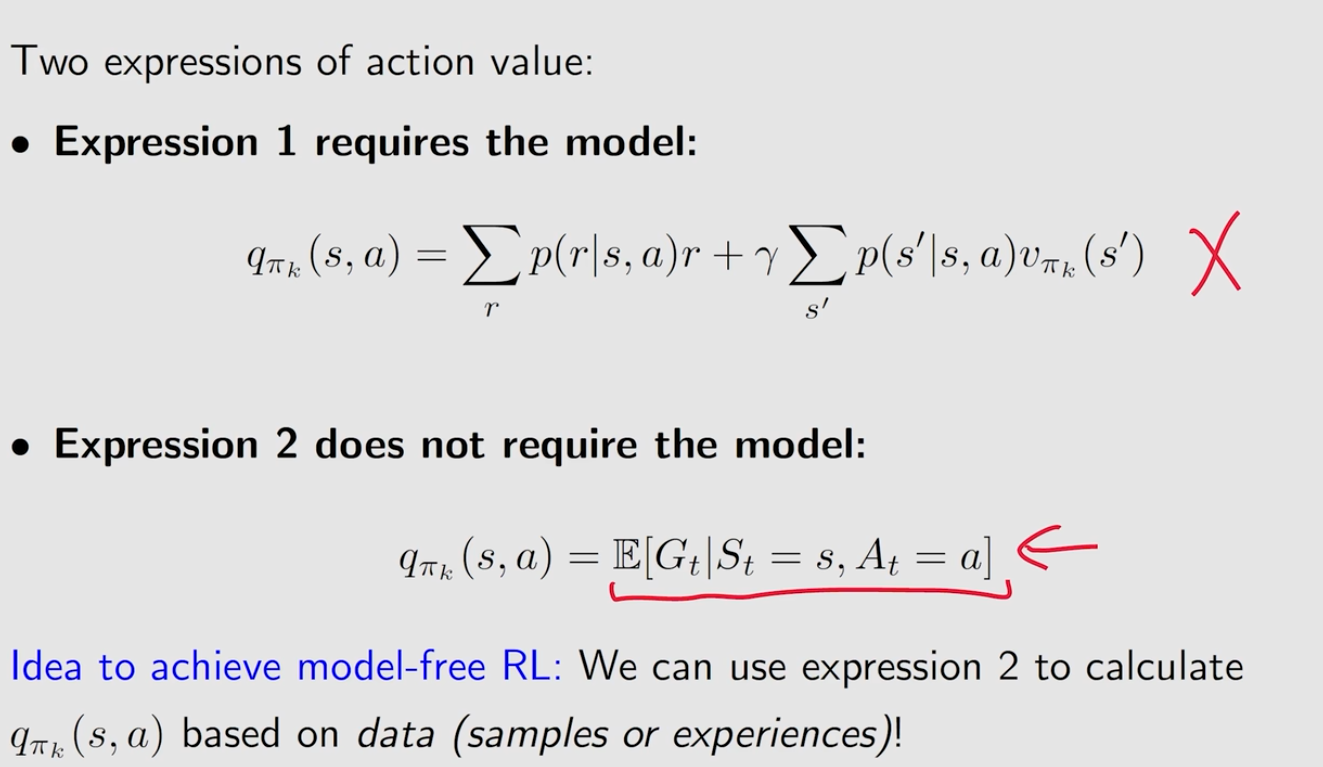 Two expressions of action value:
• Expression 1 requires the model:
$q_{\pi_k}(s, a) = \sum_{r} p(r|s, a)r + \gamma \sum_{s'} p(s'|s, a)v_{\pi_k}(s')$
• Expression 2 does not require the model:
$q_{\pi_k}(s, a) = \mathbb{E}[G_t|S_t = s, A_t = a]$
Idea to achieve model-free RL: We can use expression 2 to calculate
$q_{\pi_k}(s, a)$ based on data (samples or experiences)!